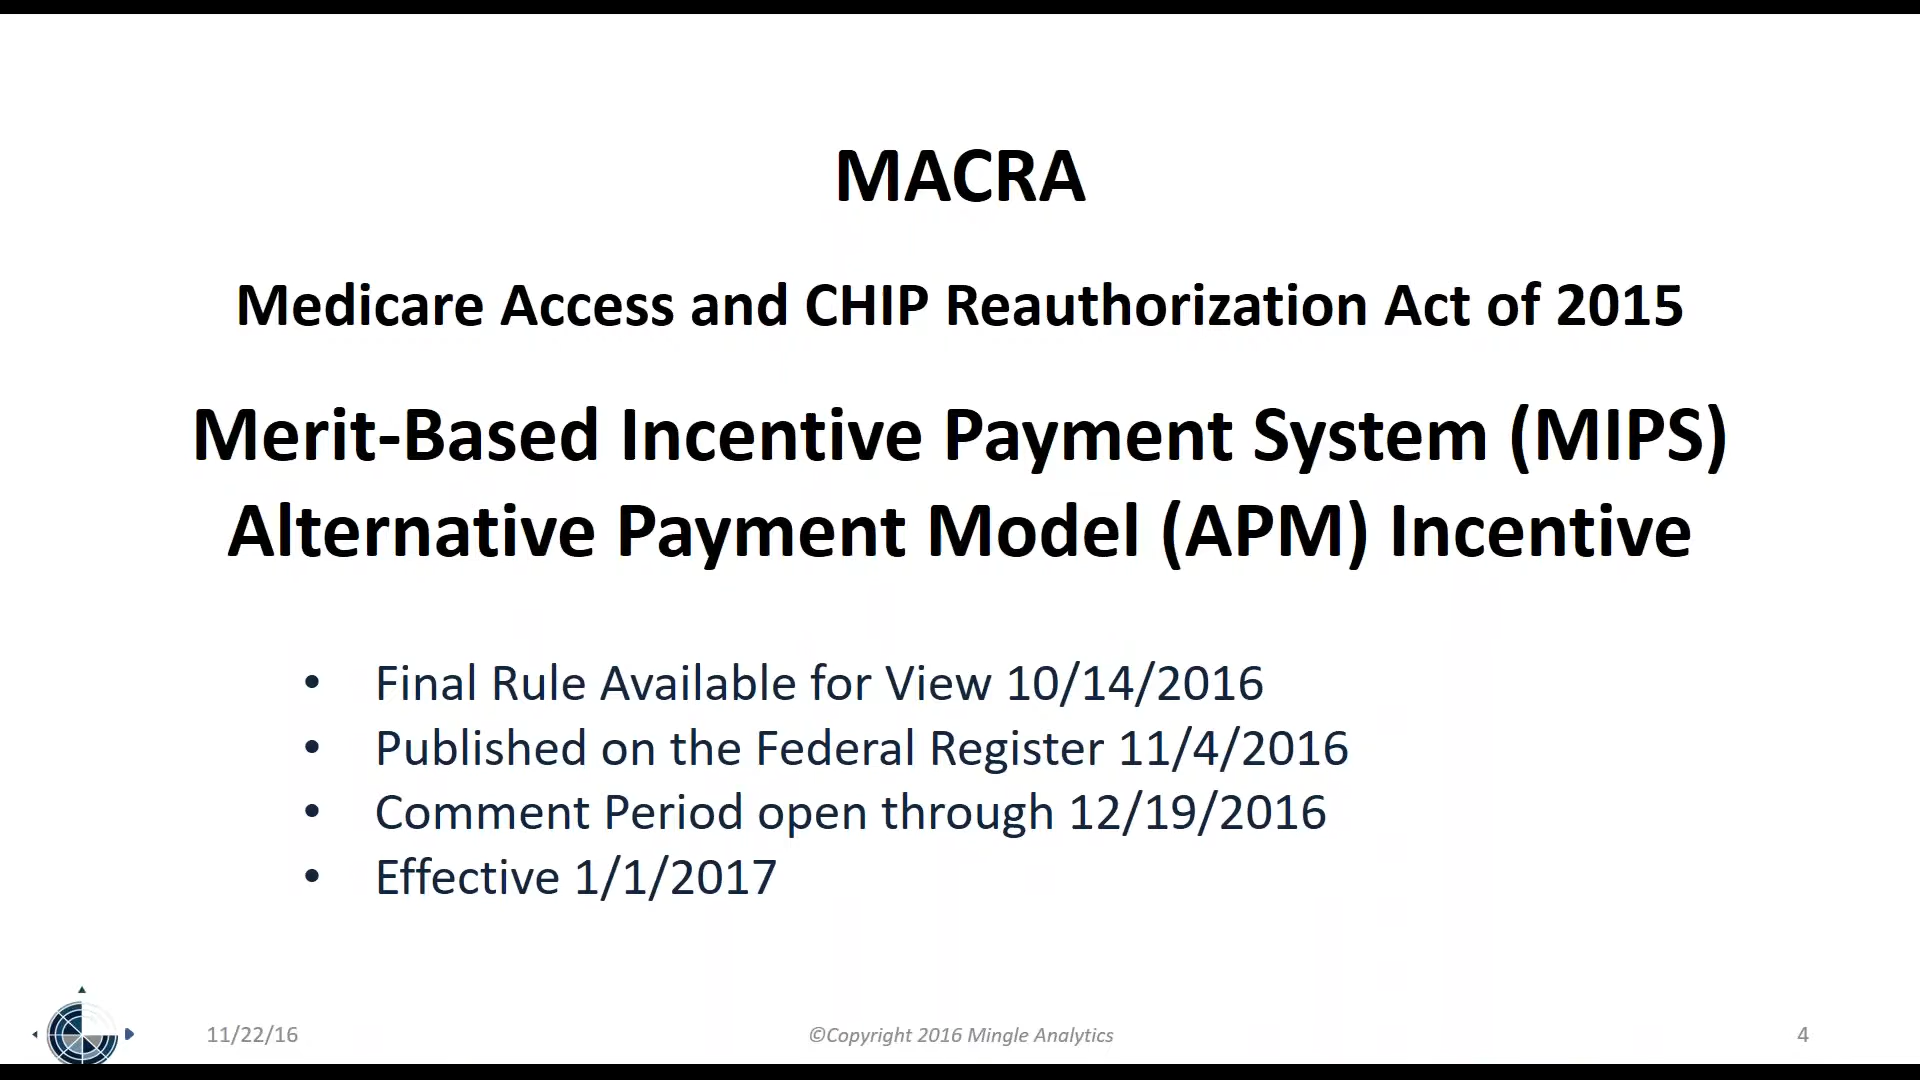 MACRA
Medicare Access and CHIP Reauthorization Act of 2015
Merit-Based Incentive Payment System (MIPS)
Alternative Payment Model (APM) Incentive
• Final Rule Available for View 10/14/2016
• Published on the Federal Register 11/4/2016
• Comment Period open through 12/19/2016
• Effective 1/1/2017
11/22/16
©Copyright 2016 Mingle Analytics
4